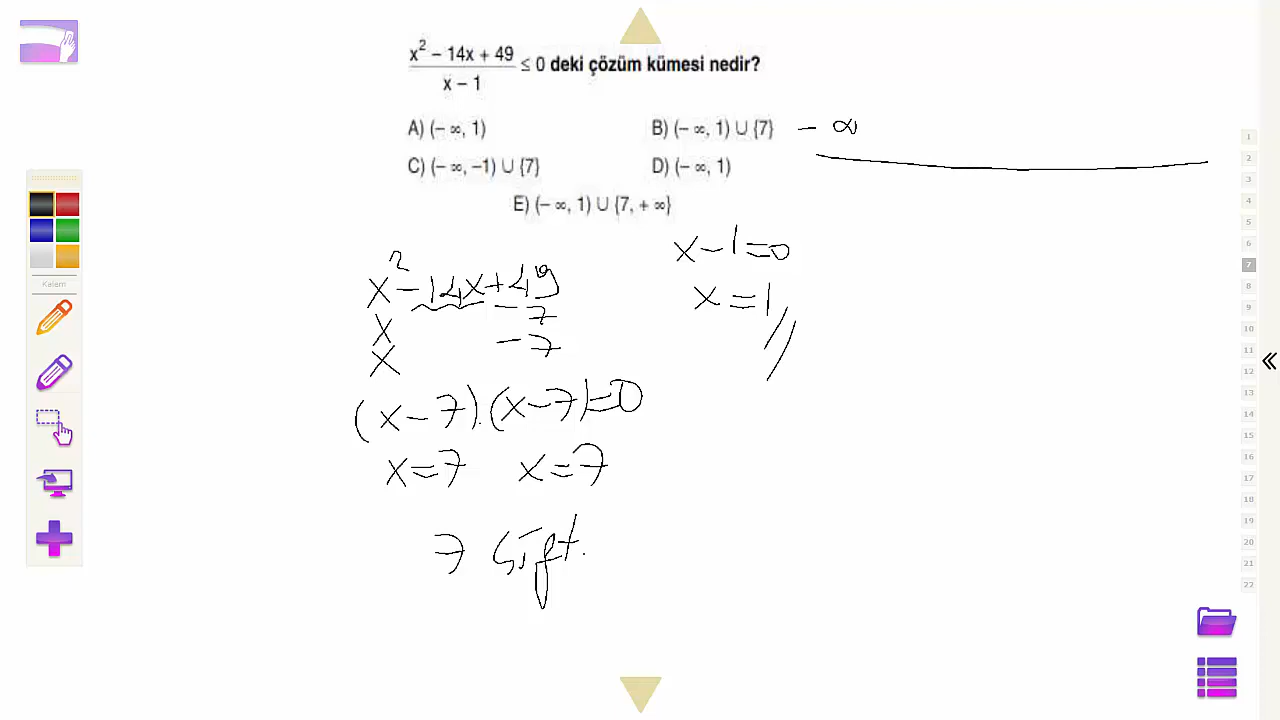 x² − 14x + 49
x − 1
≤ 0 deki çözüm kümesi nedir?
A) (− ∞, 1)
B) (− ∞, 1) ∪ {7}
C) (− ∞, −1) ∪ {7}
D) (− ∞, 1)
E) (− ∞, 1) ∪ {7, + ∞}
− ∞
x² − 14x + 49
x − 7
x − 7
(x − 7).(x − 7) = 0
x = 7 x = 7
7 çift.
x − 1 = 0
x = 1
Kalem
1
2
3
4
5
6
7
8
9
10
11
12
13
14
15
16
17
18
19
20
21
22